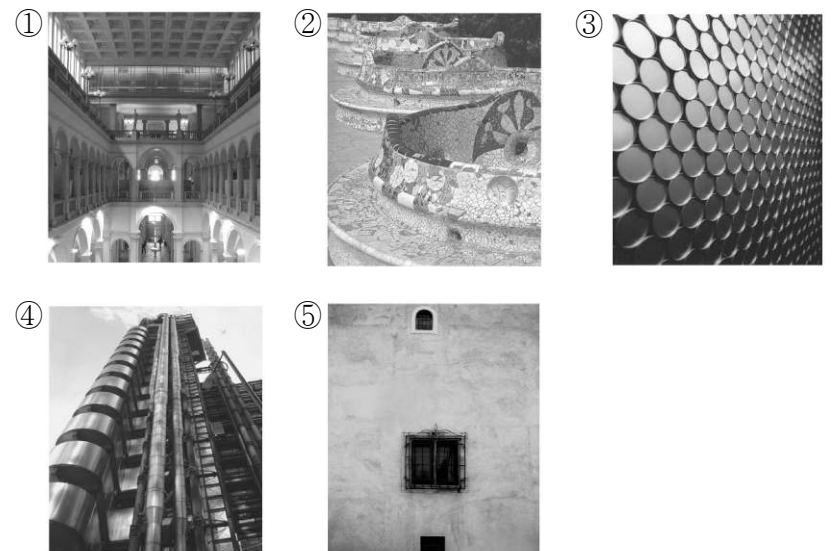 ① ② ③
④ ⑤